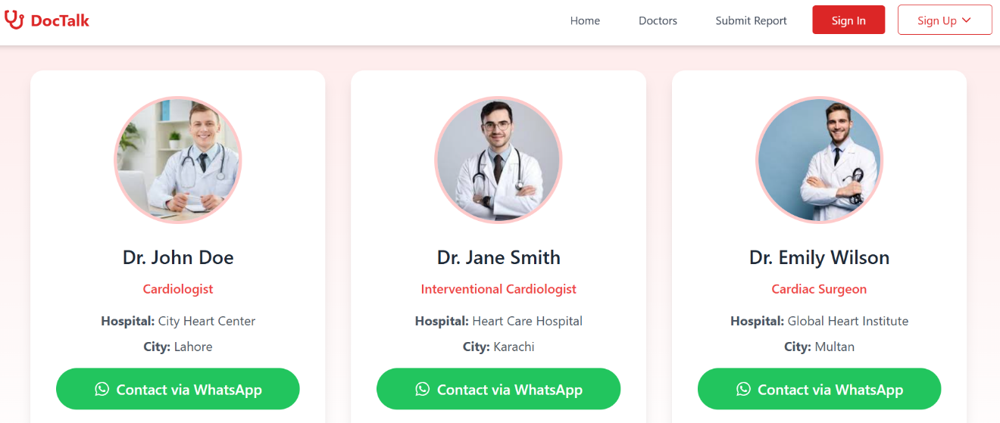 DocTalk
Home
Doctors
Submit Report
Sign In
Sign Up
Dr. John Doe
Cardiologist
Hospital: City Heart Center
City: Lahore
Contact via WhatsApp
Dr. Jane Smith
Interventional Cardiologist
Hospital: Heart Care Hospital
City: Karachi
Contact via WhatsApp
Dr. Emily Wilson
Cardiac Surgeon
Hospital: Global Heart Institute
City: Multan
Contact via WhatsApp